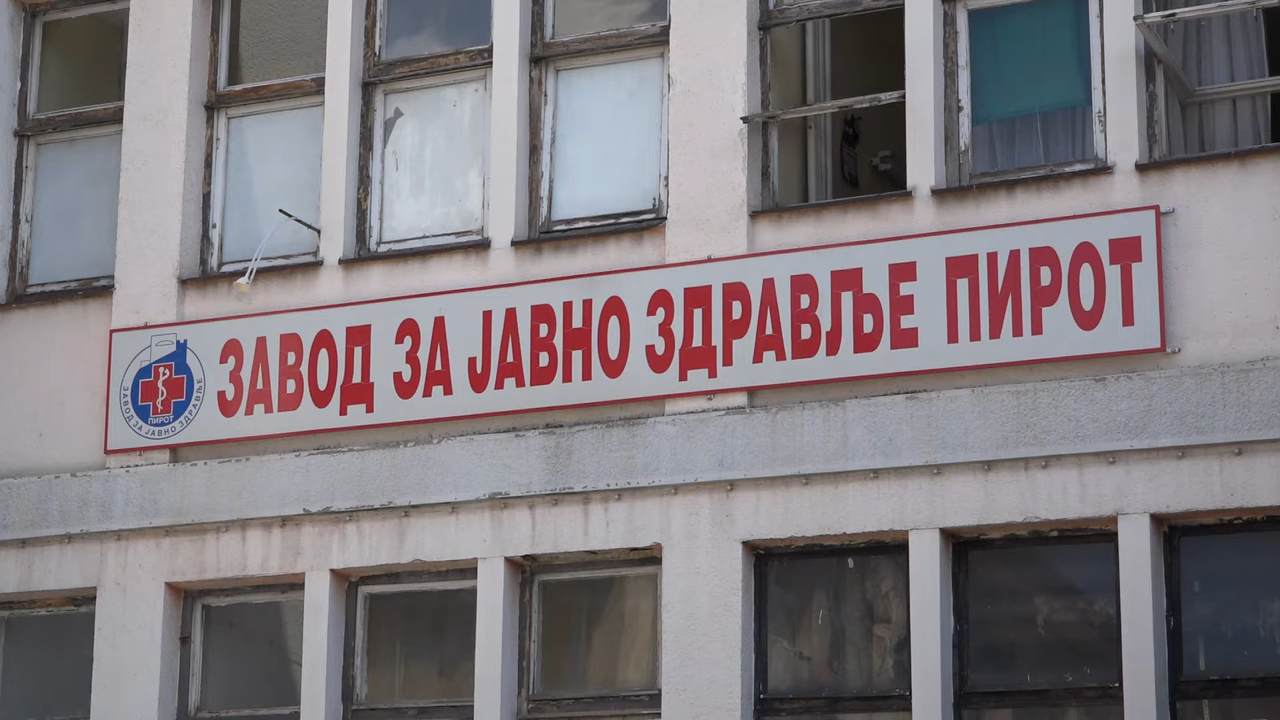 ЗАВОД ЗА ЈАВНО ЗДРАВЉЕ ПИРОТ
ПИРОТ
ЗАВОД ЗА ЈАВНО ЗДРАВЉЕ